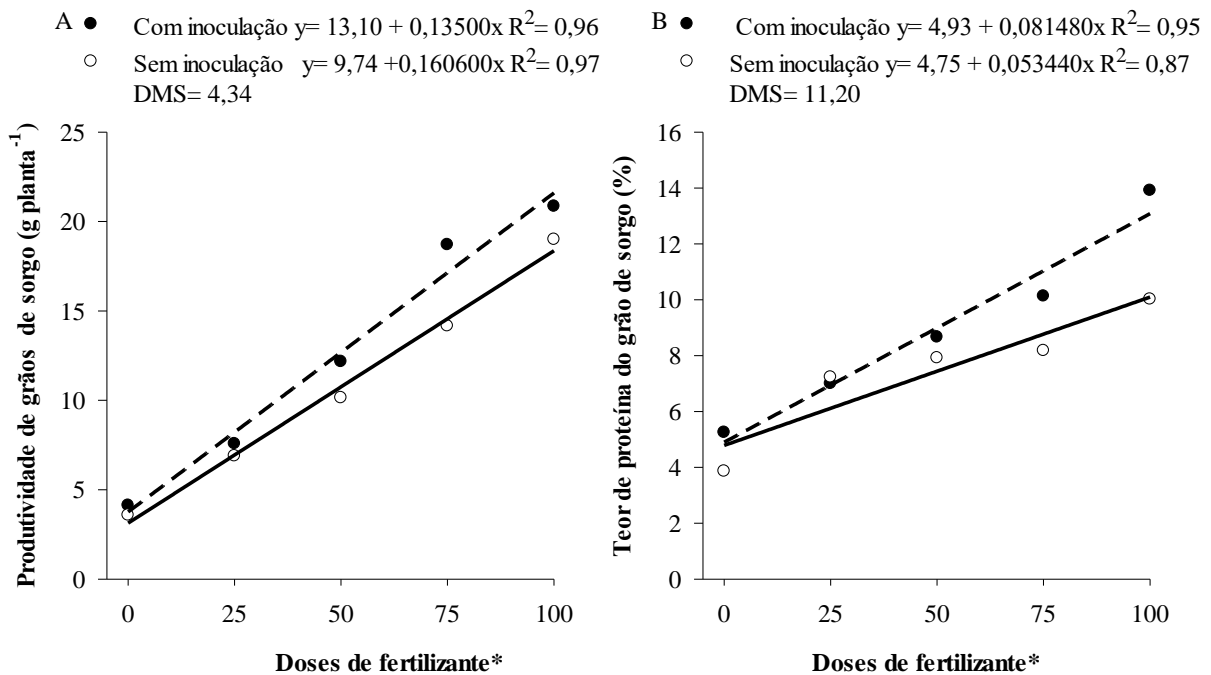 A ● Com inoculação y= 13,10 + 0,13500x R²= 0,96
○ Sem inoculação y= 9,74 +0,160600x R²= 0,97
DMS= 4,34
Produtividade de grãos de sorgo (g planta⁻¹)
25
20
15
10
5
0
0 25 50 75 100
Doses de fertilizante*
B ● Com inoculação y= 4,93 + 0,081480x R²= 0,95
○ Sem inoculação y= 4,75 + 0,053440x R²= 0,87
DMS= 11,20
Teor de proteína do grão de sorgo (%)
16
14
12
10
8
6
4
2
0
0 25 50 75 100
Doses de fertilizante*